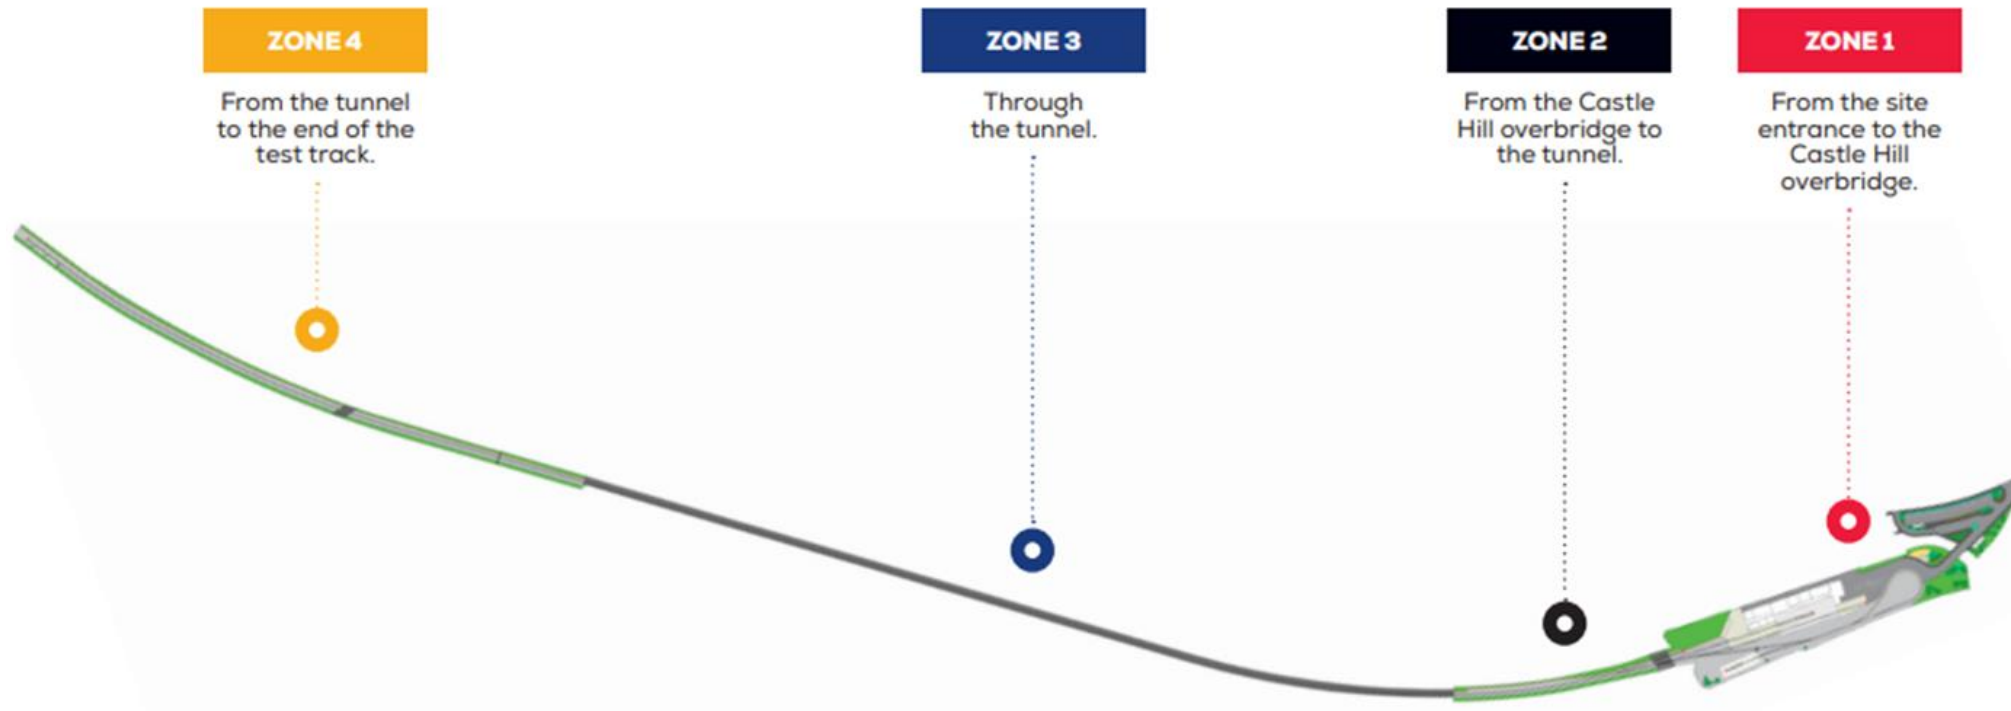 ZONE 4
From the tunnel
to the end of the
test track.
ZONE 3
Through
the tunnel.
ZONE 2
From the Castle
Hill overbridge to
the tunnel.
ZONE 1
From the site
entrance to the
Castle Hill
overbridge.